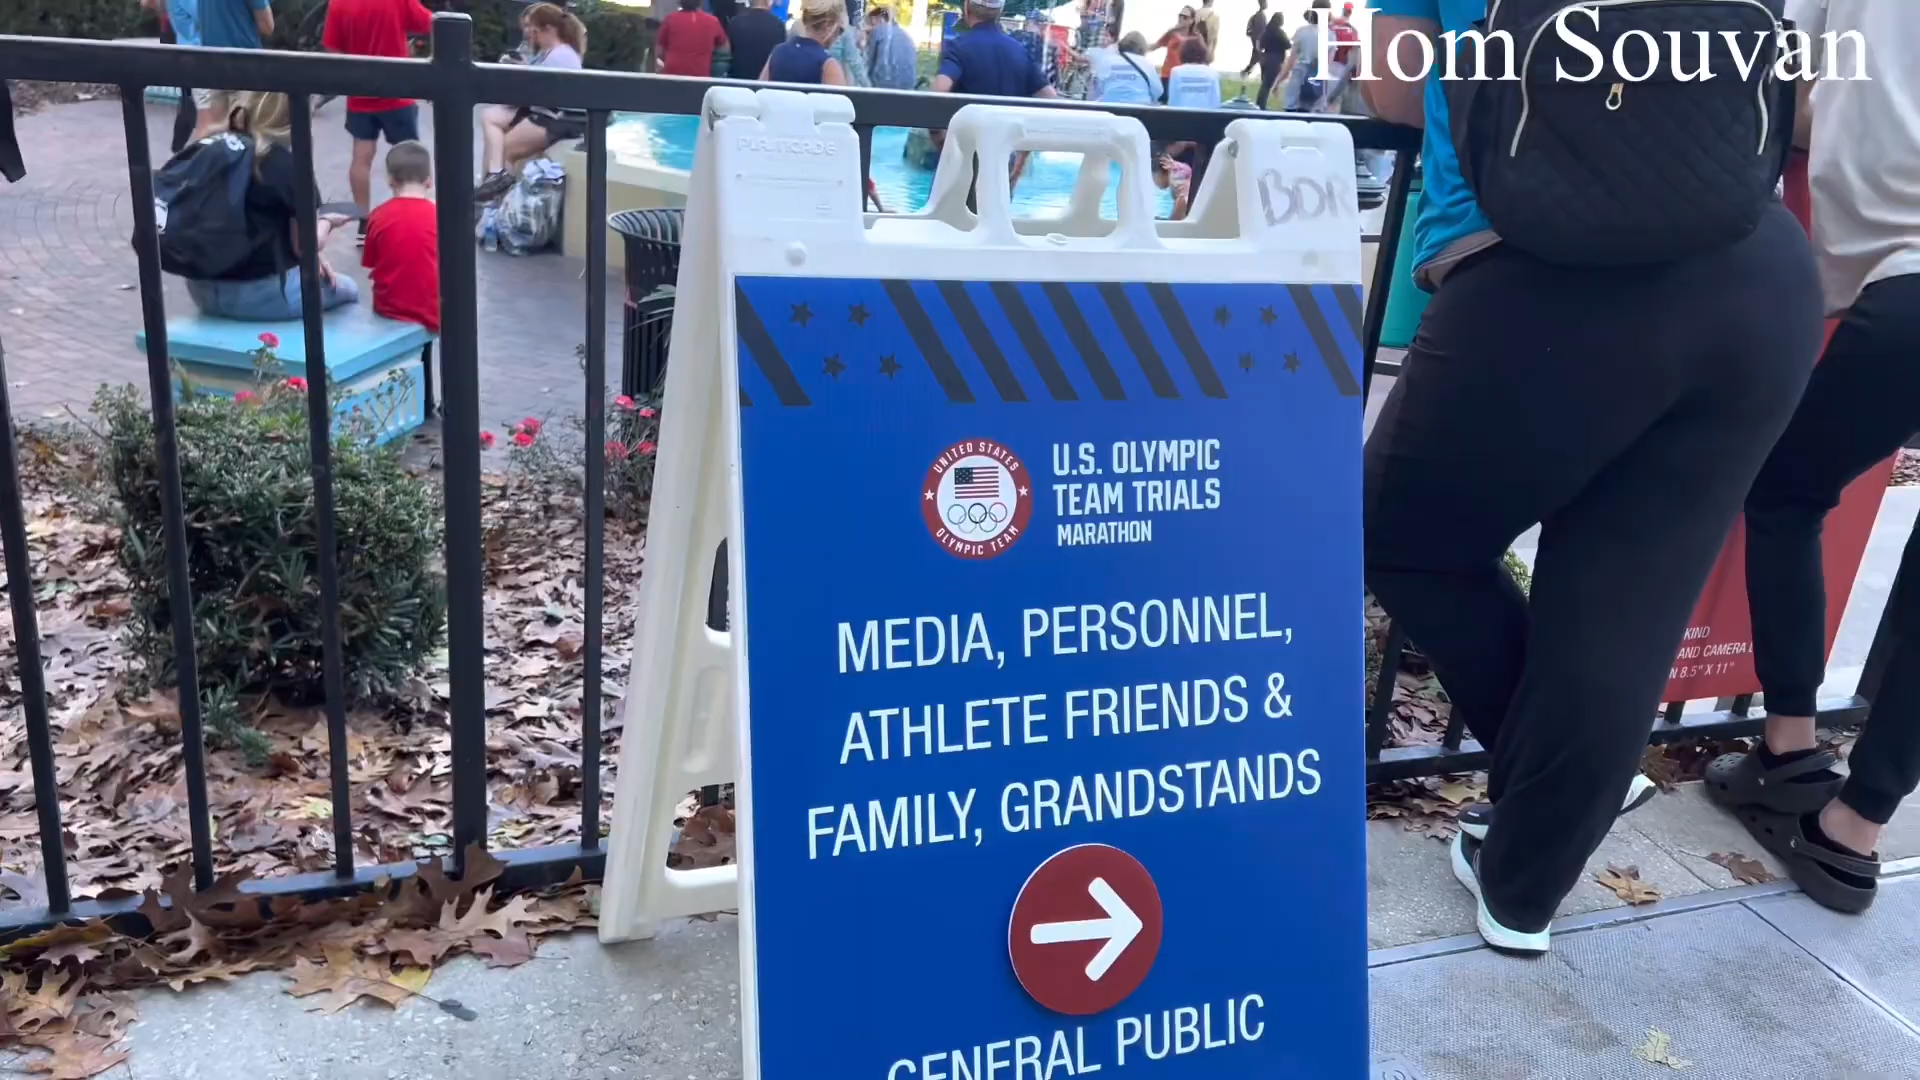 Hom Souvan
PLASTICADE
BDR
UNITED STATES
OLYMPIC TEAM
U.S. OLYMPIC
TEAM TRIALS
MARATHON
MEDIA, PERSONNEL,
ATHLETE FRIENDS &
FAMILY, GRANDSTANDS
GENERAL PUBLIC
KIND
AND CAMERA
N 8.5" X 11"